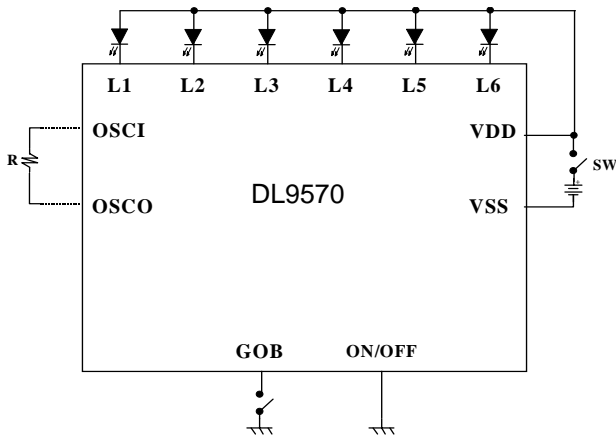 L1 L2 L3 L4 L5 L6
OSCI VDD
SW
R
DL9570
OSCO VSS
GOB ON/OFF